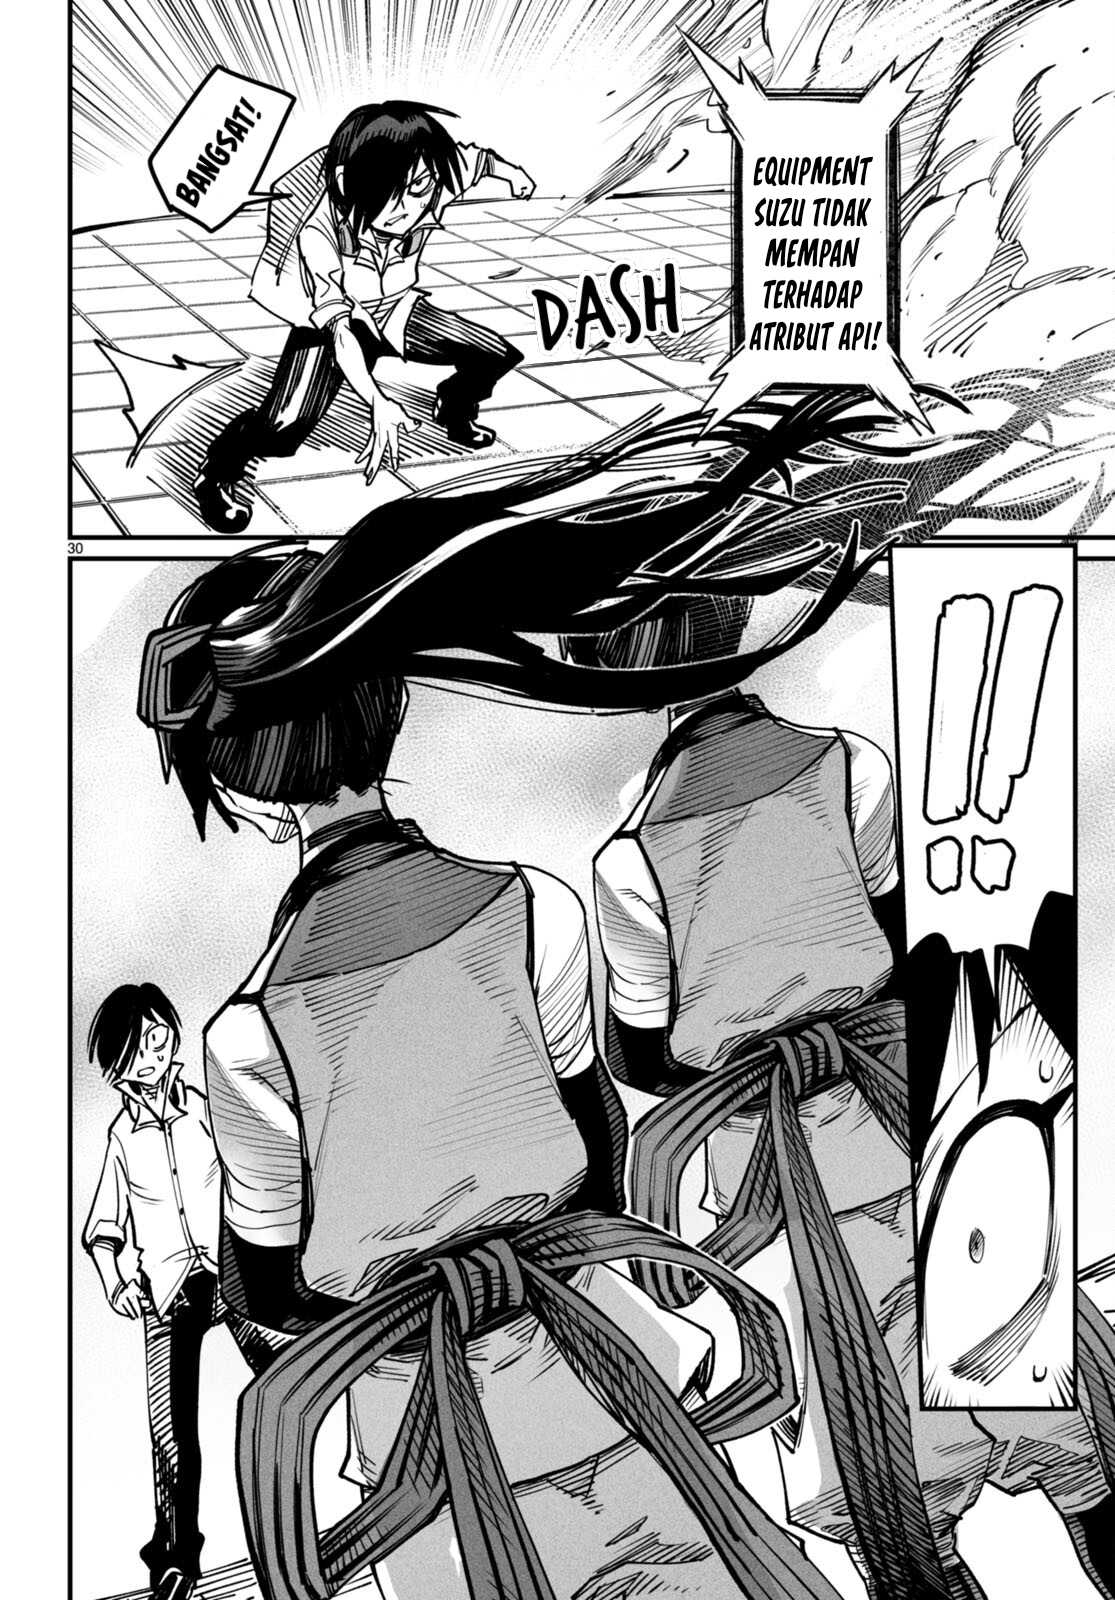 EQUIPMENT
SUZU TIDAK
MEMPAN
TERHADAP
ATRIBUT API!
BANGSAT!
DASH
30
!!